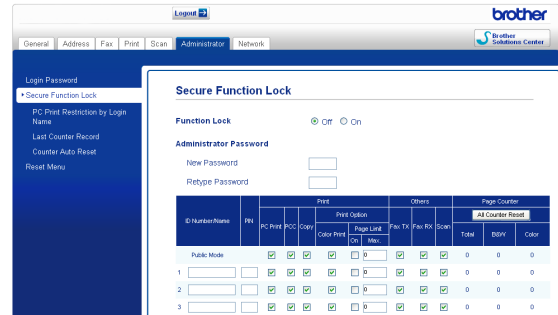 Logout
brother
General Address Fax Print Scan Administrator Network
Brother
Solutions Center
Login Password
Secure Function Lock
PC Print Restriction by Login
Name
Last Counter Record
Counter Auto Reset
Reset Menu
Secure Function Lock
Function Lock Off On
Administrator Password
New Password
Retype Password
Print Others Page Counter
Print Option All Counter Reset
ID Number/Name PIN PC Print PCC Copy Color Print Page Limit Fax TX Fax RX Scan Total B&W Color
On Max.
Public Mode 0 0 0 0
1 0 0 0 0
2 0 0 0 0
3 0 0 0 0